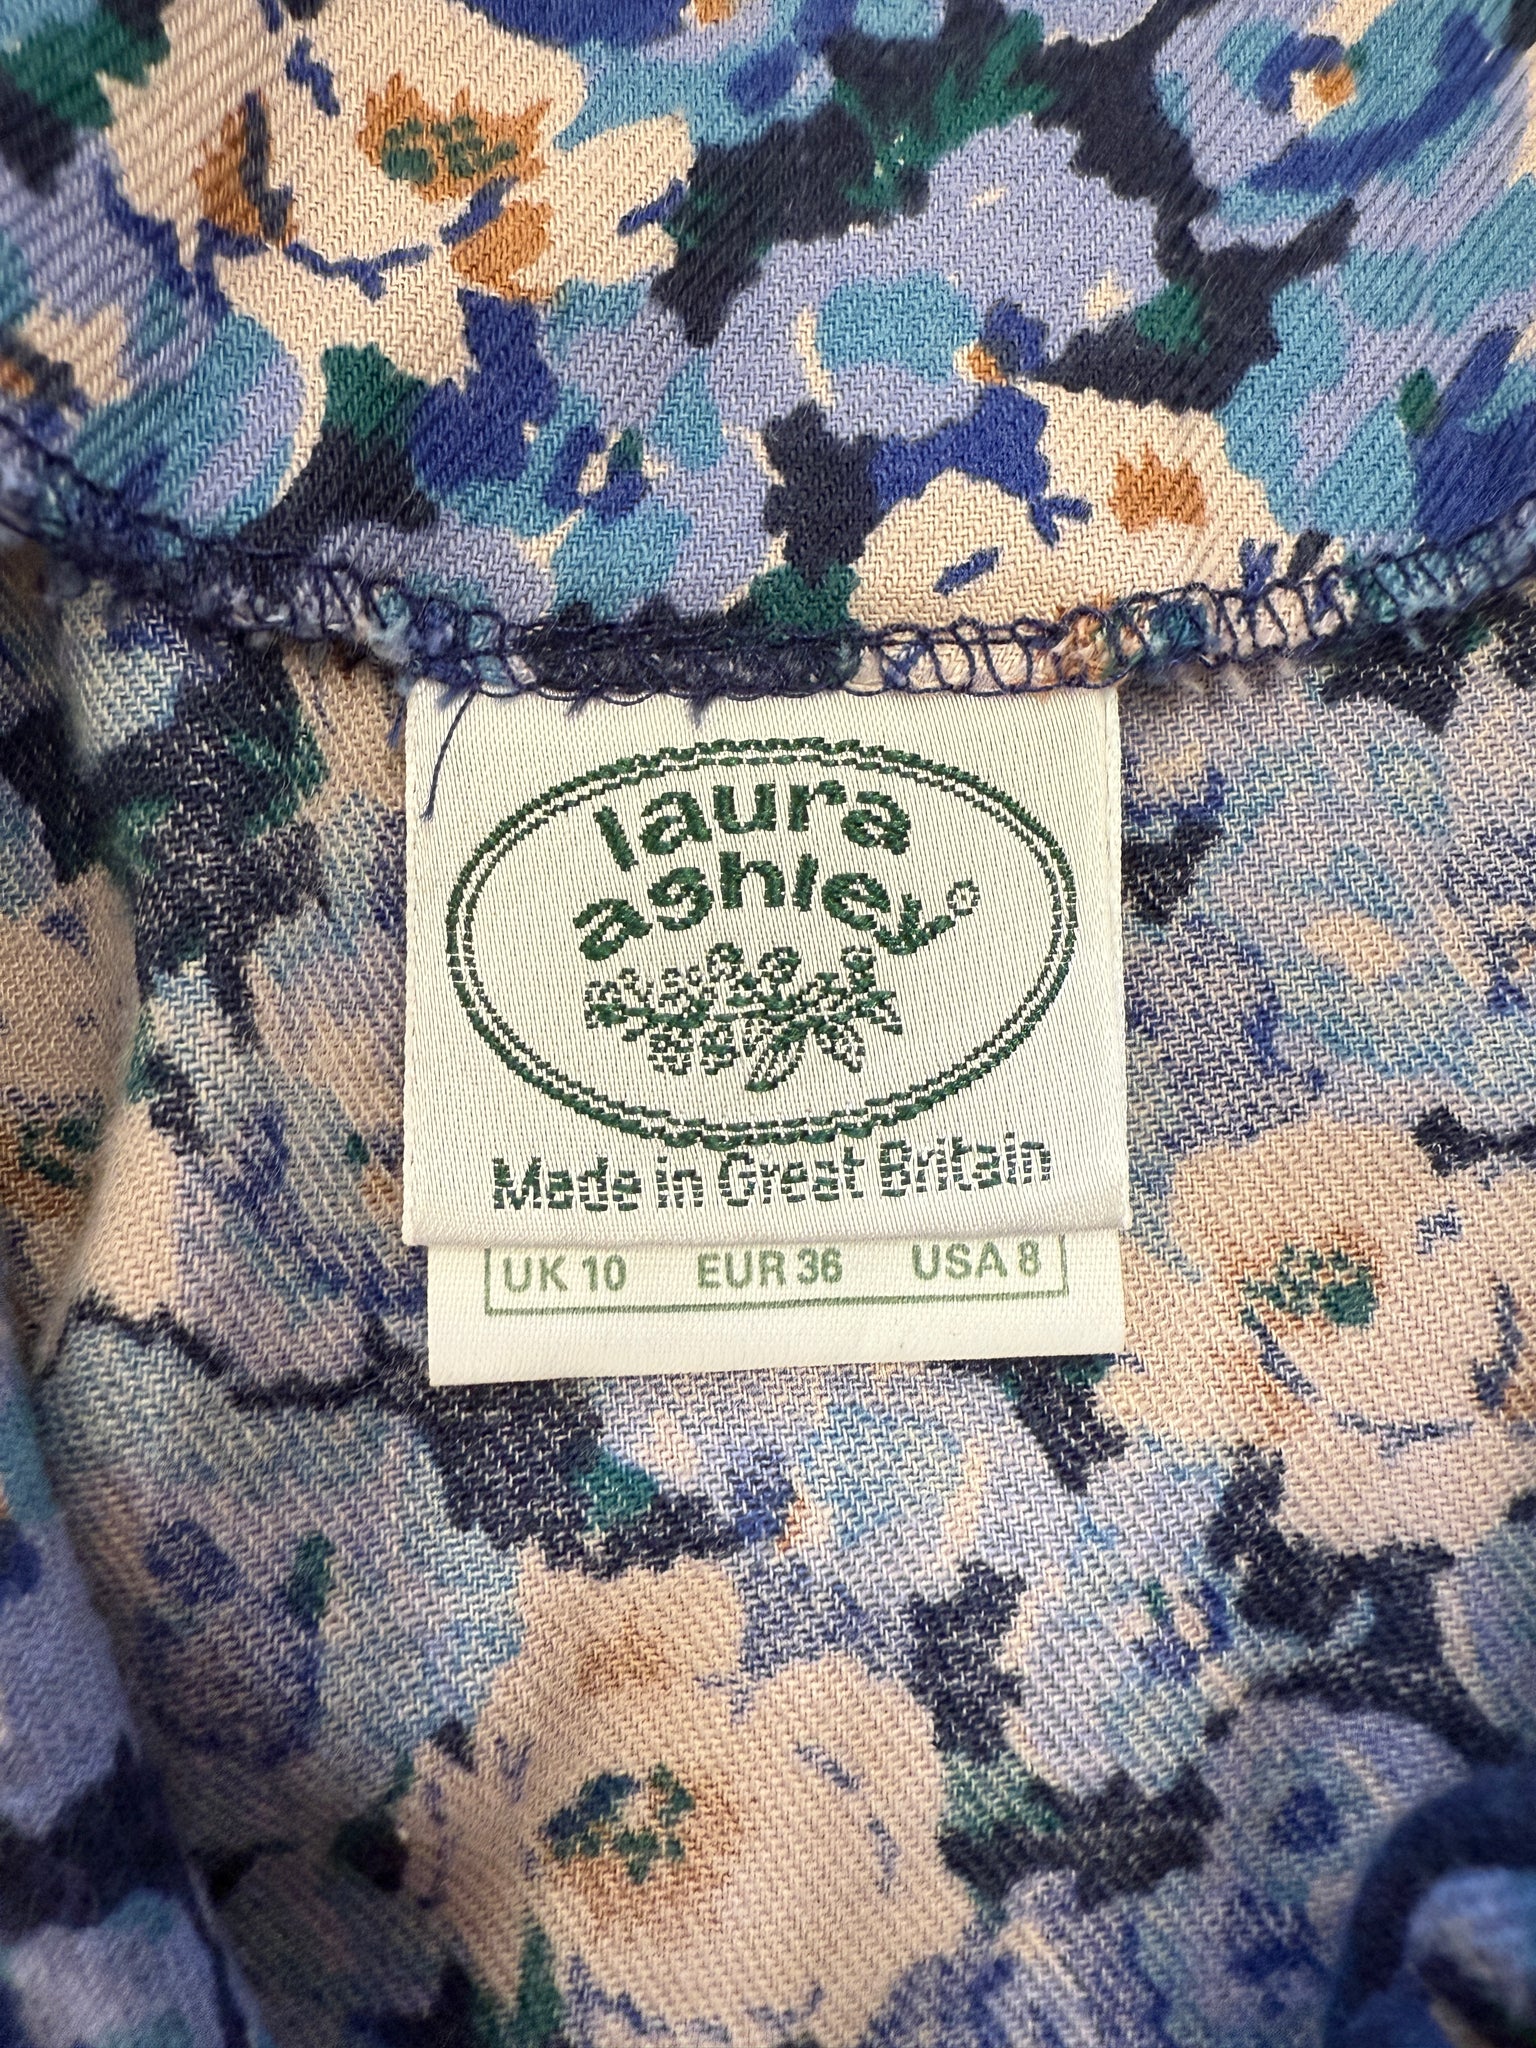 laura
ashley®
Made in Great Britain
UK 10 EUR 36 USA 8